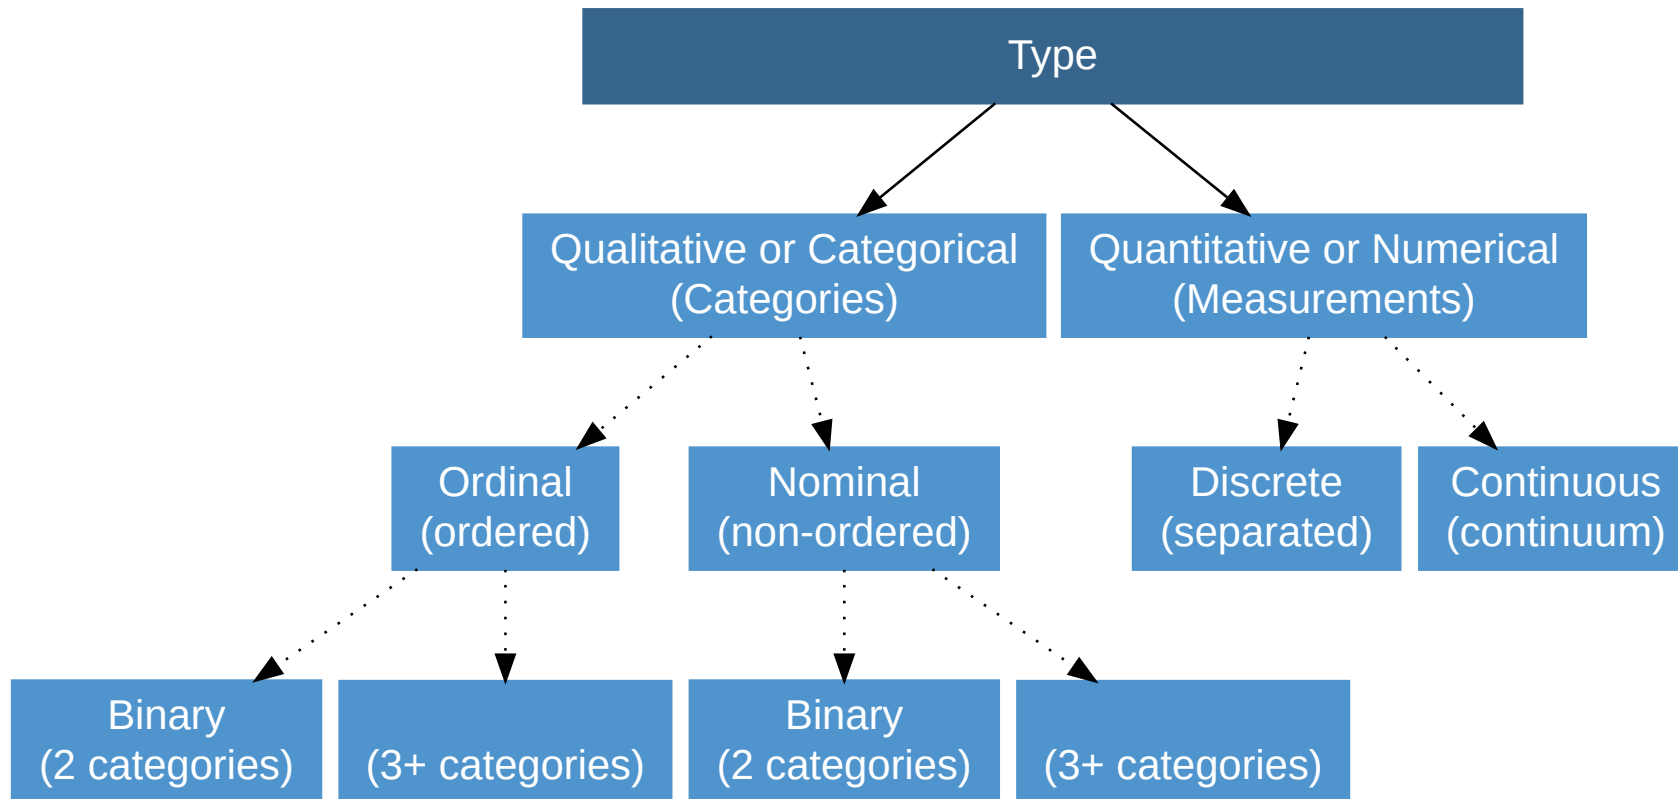 Type
Qualitative or Categorical
(Categories)
Quantitative or Numerical
(Measurements)
Ordinal
(ordered)
Nominal
(non-ordered)
Discrete
(separated)
Continuous
(continuum)
Binary
(2 categories)
(3+ categories)
Binary
(2 categories)
(3+ categories)